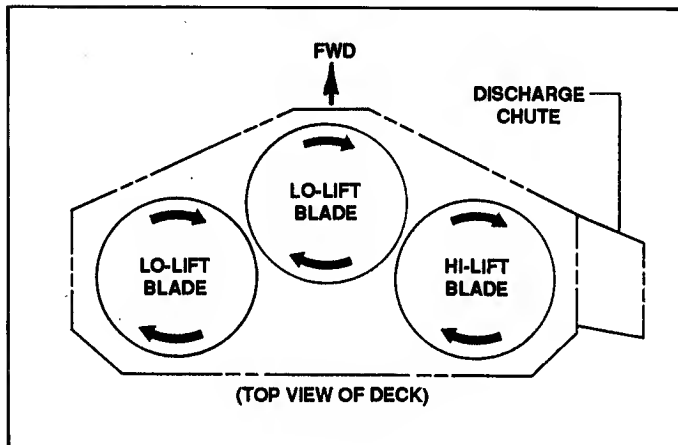 FWD
DISCHARGE
CHUTE
LO-LIFT
BLADE
LO-LIFT
BLADE
HI-LIFT
BLADE
(TOP VIEW OF DECK)